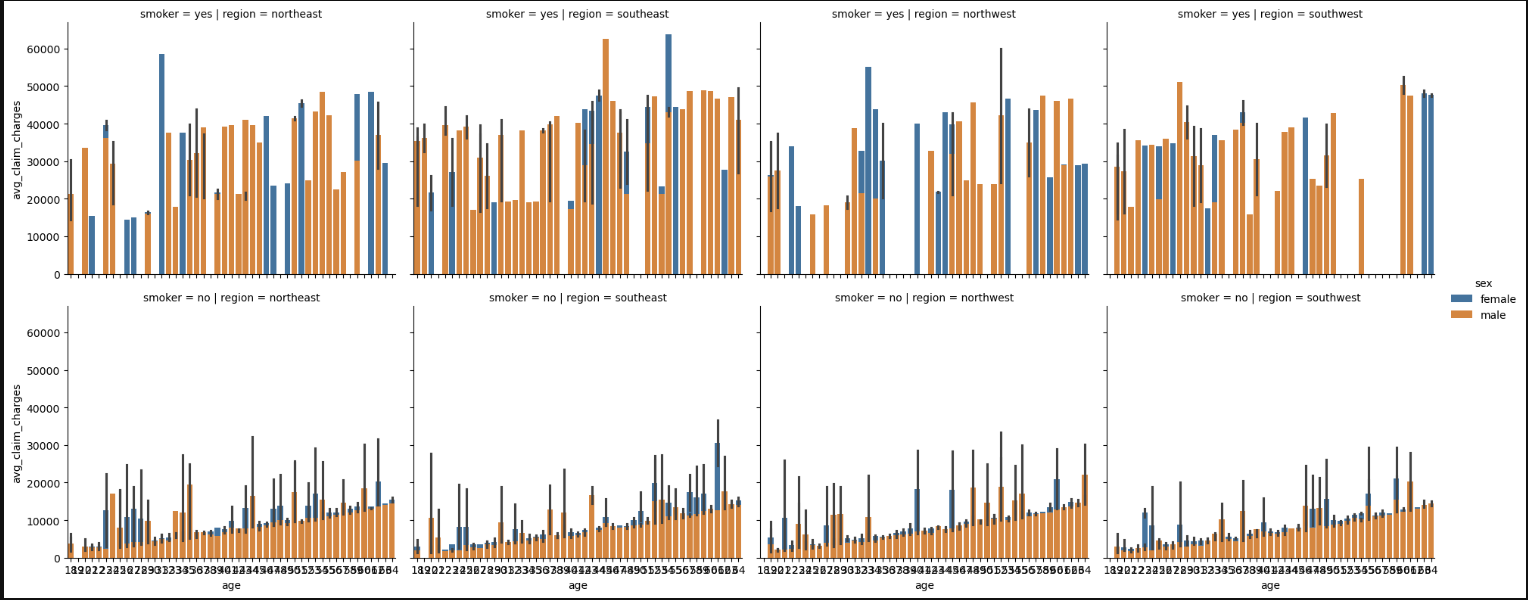 smoker = yes | region = northeast
smoker = yes | region = southeast
smoker = yes | region = northwest
smoker = yes | region = southwest
avg_claim_charges
60000
50000
40000
30000
20000
10000
0
smoker = no | region = northeast
smoker = no | region = southeast
smoker = no | region = northwest
smoker = no | region = southwest
sex
female
male
avg_claim_charges
60000
50000
40000
30000
20000
10000
0
age
age
age
age